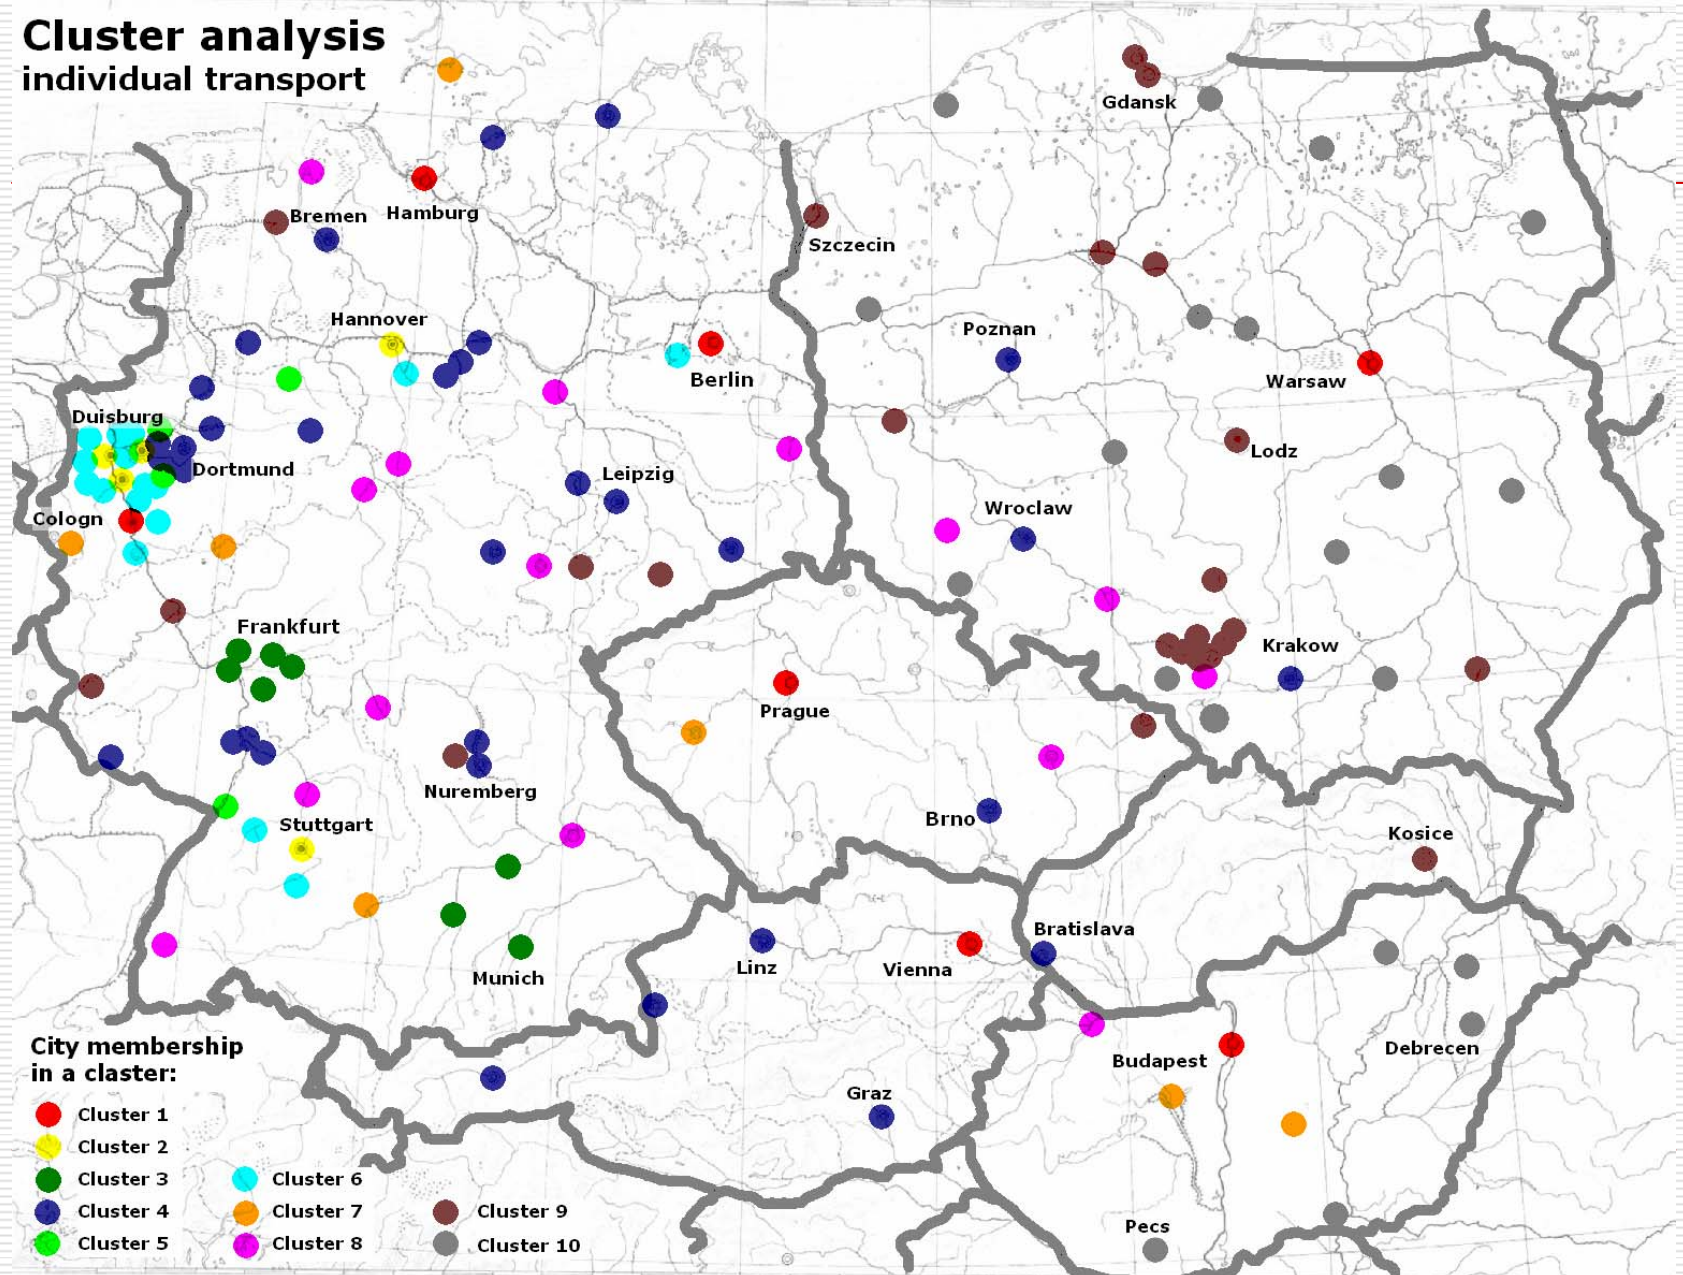 Cluster analysis
individual transport
Gdansk
Bremen
Hamburg
Szczecin
Hannover
Poznan
Berlin
Warsaw
Duisburg
Dortmund
Leipzig
Lodz
Cologn
Wroclaw
Frankfurt
Krakow
Prague
Nuremberg
Stuttgart
Brno
Kosice
Bratislava
Linz
Vienna
Munich
Budapest
Debrecen
Graz
Pecs
City membership
in a claster:
Cluster 1
Cluster 2
Cluster 3
Cluster 4
Cluster 5
Cluster 6
Cluster 7
Cluster 8
Cluster 9
Cluster 10